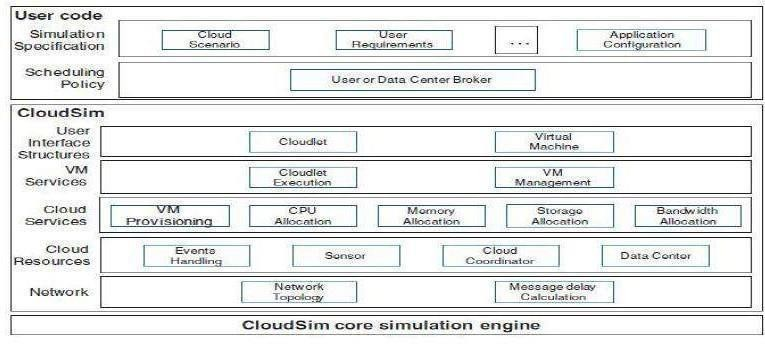 User code
Simulation
Specification
Cloud
Scenario
User
Requirements
...
Application
Configuration
Scheduling
Policy
User or Data Center Broker
CloudSim
User
Interface
Structures
Cloudlet
Virtual
Machine
VM
Services
Cloudlet
Execution
VM
Management
Cloud
Services
VM
Provisioning
CPU
Allocation
Memory
Allocation
Storage
Allocation
Bandwidth
Allocation
Cloud
Resources
Events
Handling
Sensor
Cloud
Coordinator
Data Center
Network
Network
Topology
Message delay
Calculation
CloudSim core simulation engine